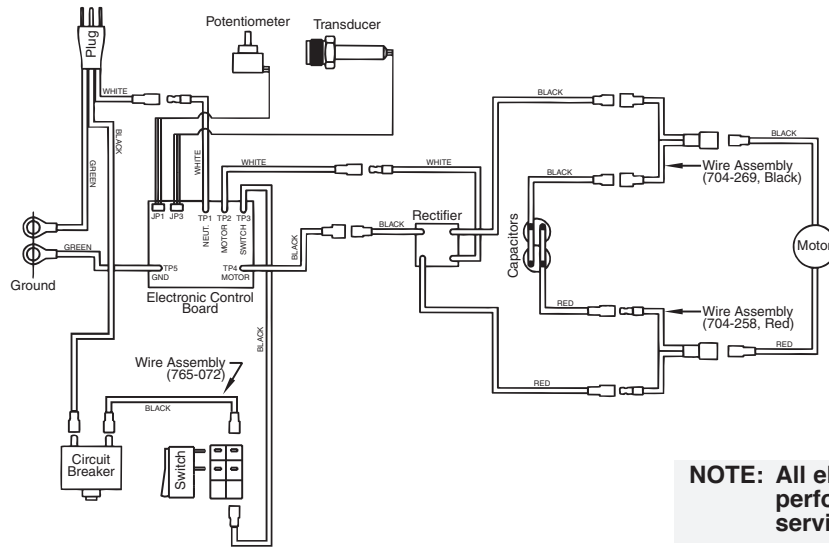 Potentiometer
Transducer
Plug
WHITE
BLACK
GREEN
WHITE
WHITE
WHITE
BLACK
BLACK
BLACK
Wire Assembly
(704-269, Black)
BLACK
BLACK
Rectifier
Capacitors
Motor
JP1
JP3
TP1
TP2
TP3
NEUT.
MOTOR
SWITCH
GREEN
TP5
GND
TP4
MOTOR
Ground
Electronic Control
Board
RED
Wire Assembly
(704-258, Red)
RED
RED
BLACK
Wire Assembly
(765-072)
BLACK
Circuit
Breaker
Switch
NOTE: All el
perfo
servi